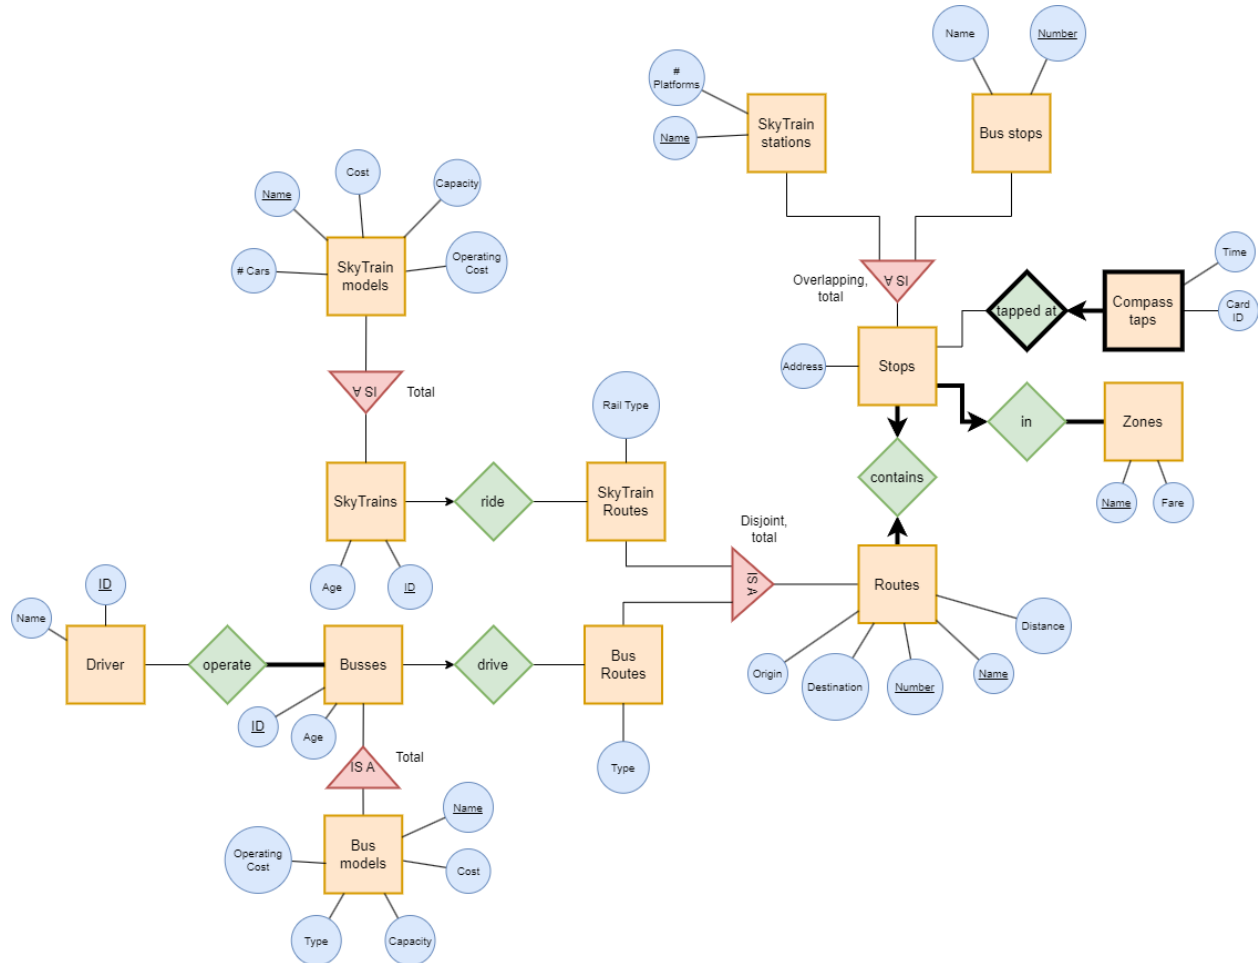 Name
Number
#
Platforms
Name
SkyTrain
stations
Bus stops
Cost
Capacity
Name
Operating
Cost
# Cars
SkyTrain
models
Time
Card
ID
Compass
taps
tapped at
Overlapping,
total
IS A
Stops
Address
in
Zones
Name
Fare
contains
IS A
Total
Rail Type
SkyTrains
ride
SkyTrain
Routes
Age
ID
Disjoint,
total
IS A
Routes
Origin
Destination
Number
Name
Distance
ID
Name
Driver
operate
Busses
drive
Bus
Routes
ID
Age
Type
IS A
Total
Name
Operating
Cost
Bus
models
Cost
Type
Capacity